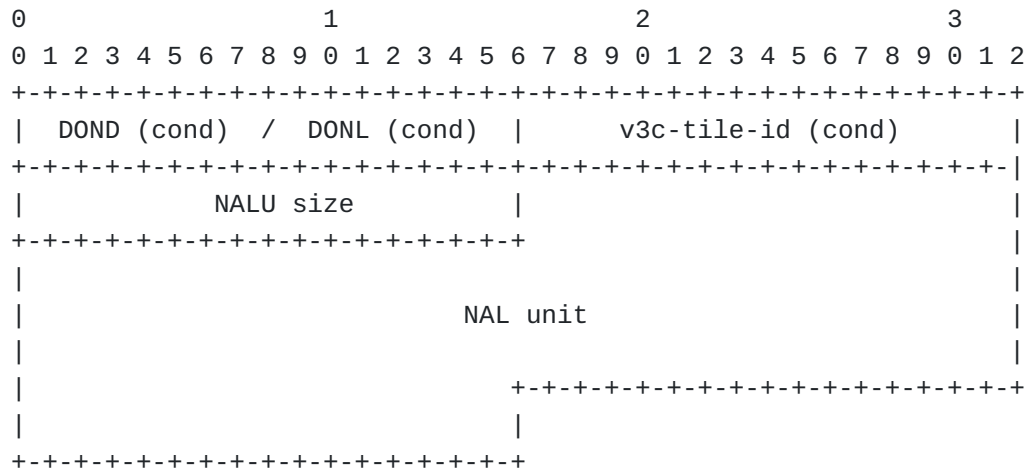 0                   1                   2                   3
0 1 2 3 4 5 6 7 8 9 0 1 2 3 4 5 6 7 8 9 0 1 2 3 4 5 6 7 8 9 0 1 2
+-+-+-+-+-+-+-+-+-+-+-+-+-+-+-+-+-+-+-+-+-+-+-+-+-+-+-+-+-+-+-+-+
|  DOND (cond)  /  DONL (cond)  |      v3c-tile-id (cond)       |
+-+-+-+-+-+-+-+-+-+-+-+-+-+-+-+-+-+-+-+-+-+-+-+-+-+-+-+-+-+-+-+-|
|            NALU size          |                               |
+-+-+-+-+-+-+-+-+-+-+-+-+-+-+-+-+                               |
|                                                               |
|                            NAL unit                           |
|                                                               |
|                               +-+-+-+-+-+-+-+-+-+-+-+-+-+-+-+-+
|                               |
+-+-+-+-+-+-+-+-+-+-+-+-+-+-+-+-+